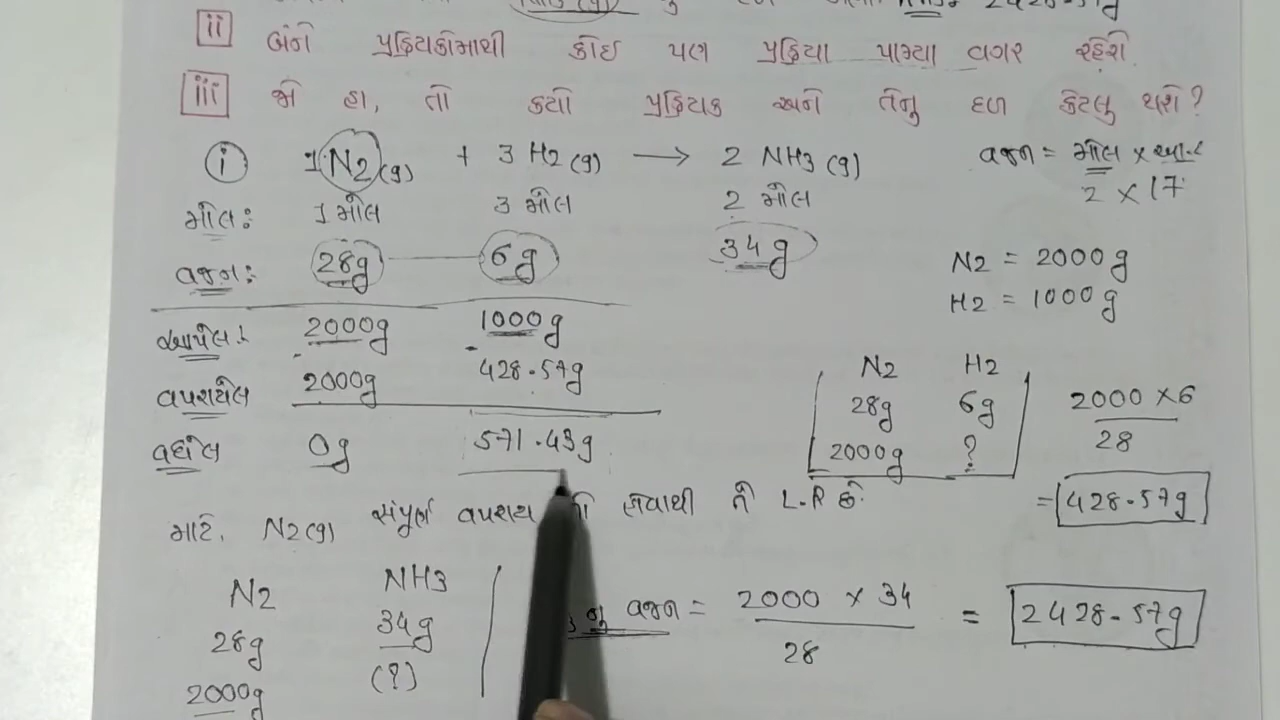 2428.57g
ii બંને પ્રક્રિયકોમાથી કોઇ પણ પ્રક્રિયા પામ્યા વગર રહેશે.
iii જો હા, તો કયો પ્રક્રિયક અને તેનુ દળ કેટલુ થશે?
i 1 N2(g) + 3 H2(g) → 2 NH3(g)
વજન = મોલ ×
2 × 17
મોલ: 1 મોલ 3 મોલ 2 મોલ
વજન: 28g 6g 34g
N2 = 2000g
H2 = 1000g
આપેલ: 2000g 1000g
વપરાયેલ 2000g 428.57g
વધેલ 0g 571.43g
N2 H2
28g 6g
2000g ?
2000 × 6
28
= 428.57g
માટે, N2(g) સંપૂર્ણ વપરાય હોવાથી તે L.R છે.
N2 NH3
28g 34g
2000g (?)
નુ વજન = 2000 × 34 = 2428.57g
28